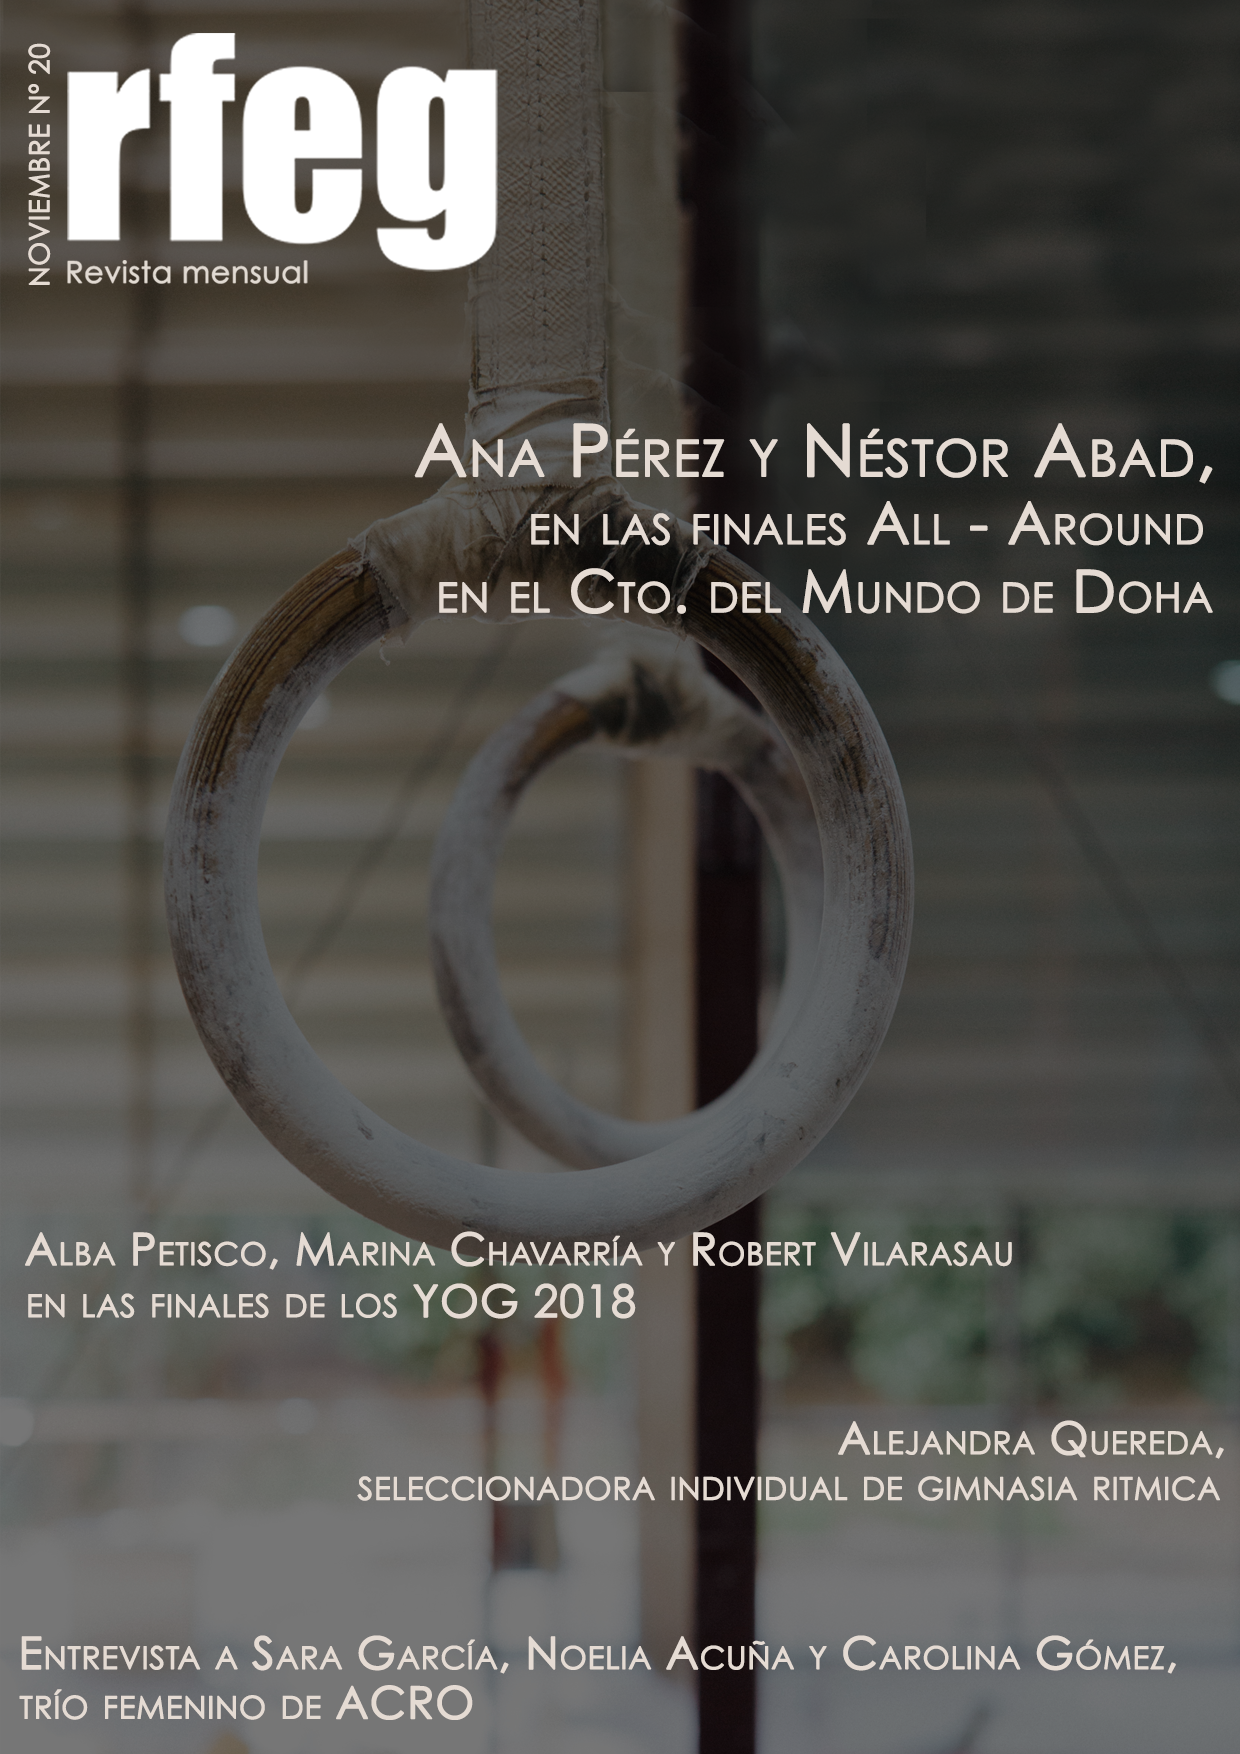 NOVIEMBRE Nº 20
rfeg
Revista mensual
Ana Pérez y Néstor Abad,
en las finales All - Around
en el Cto. del Mundo de Doha
Alba Petisco, Marina Chavarría y Robert Vilarasau
en las finales de los YOG 2018
Alejandra Quereda,
seleccionadora individual de gimnasia ritmica
Entrevista a Sara García, Noelia Acuña y Carolina Gómez,
trío femenino de ACRO